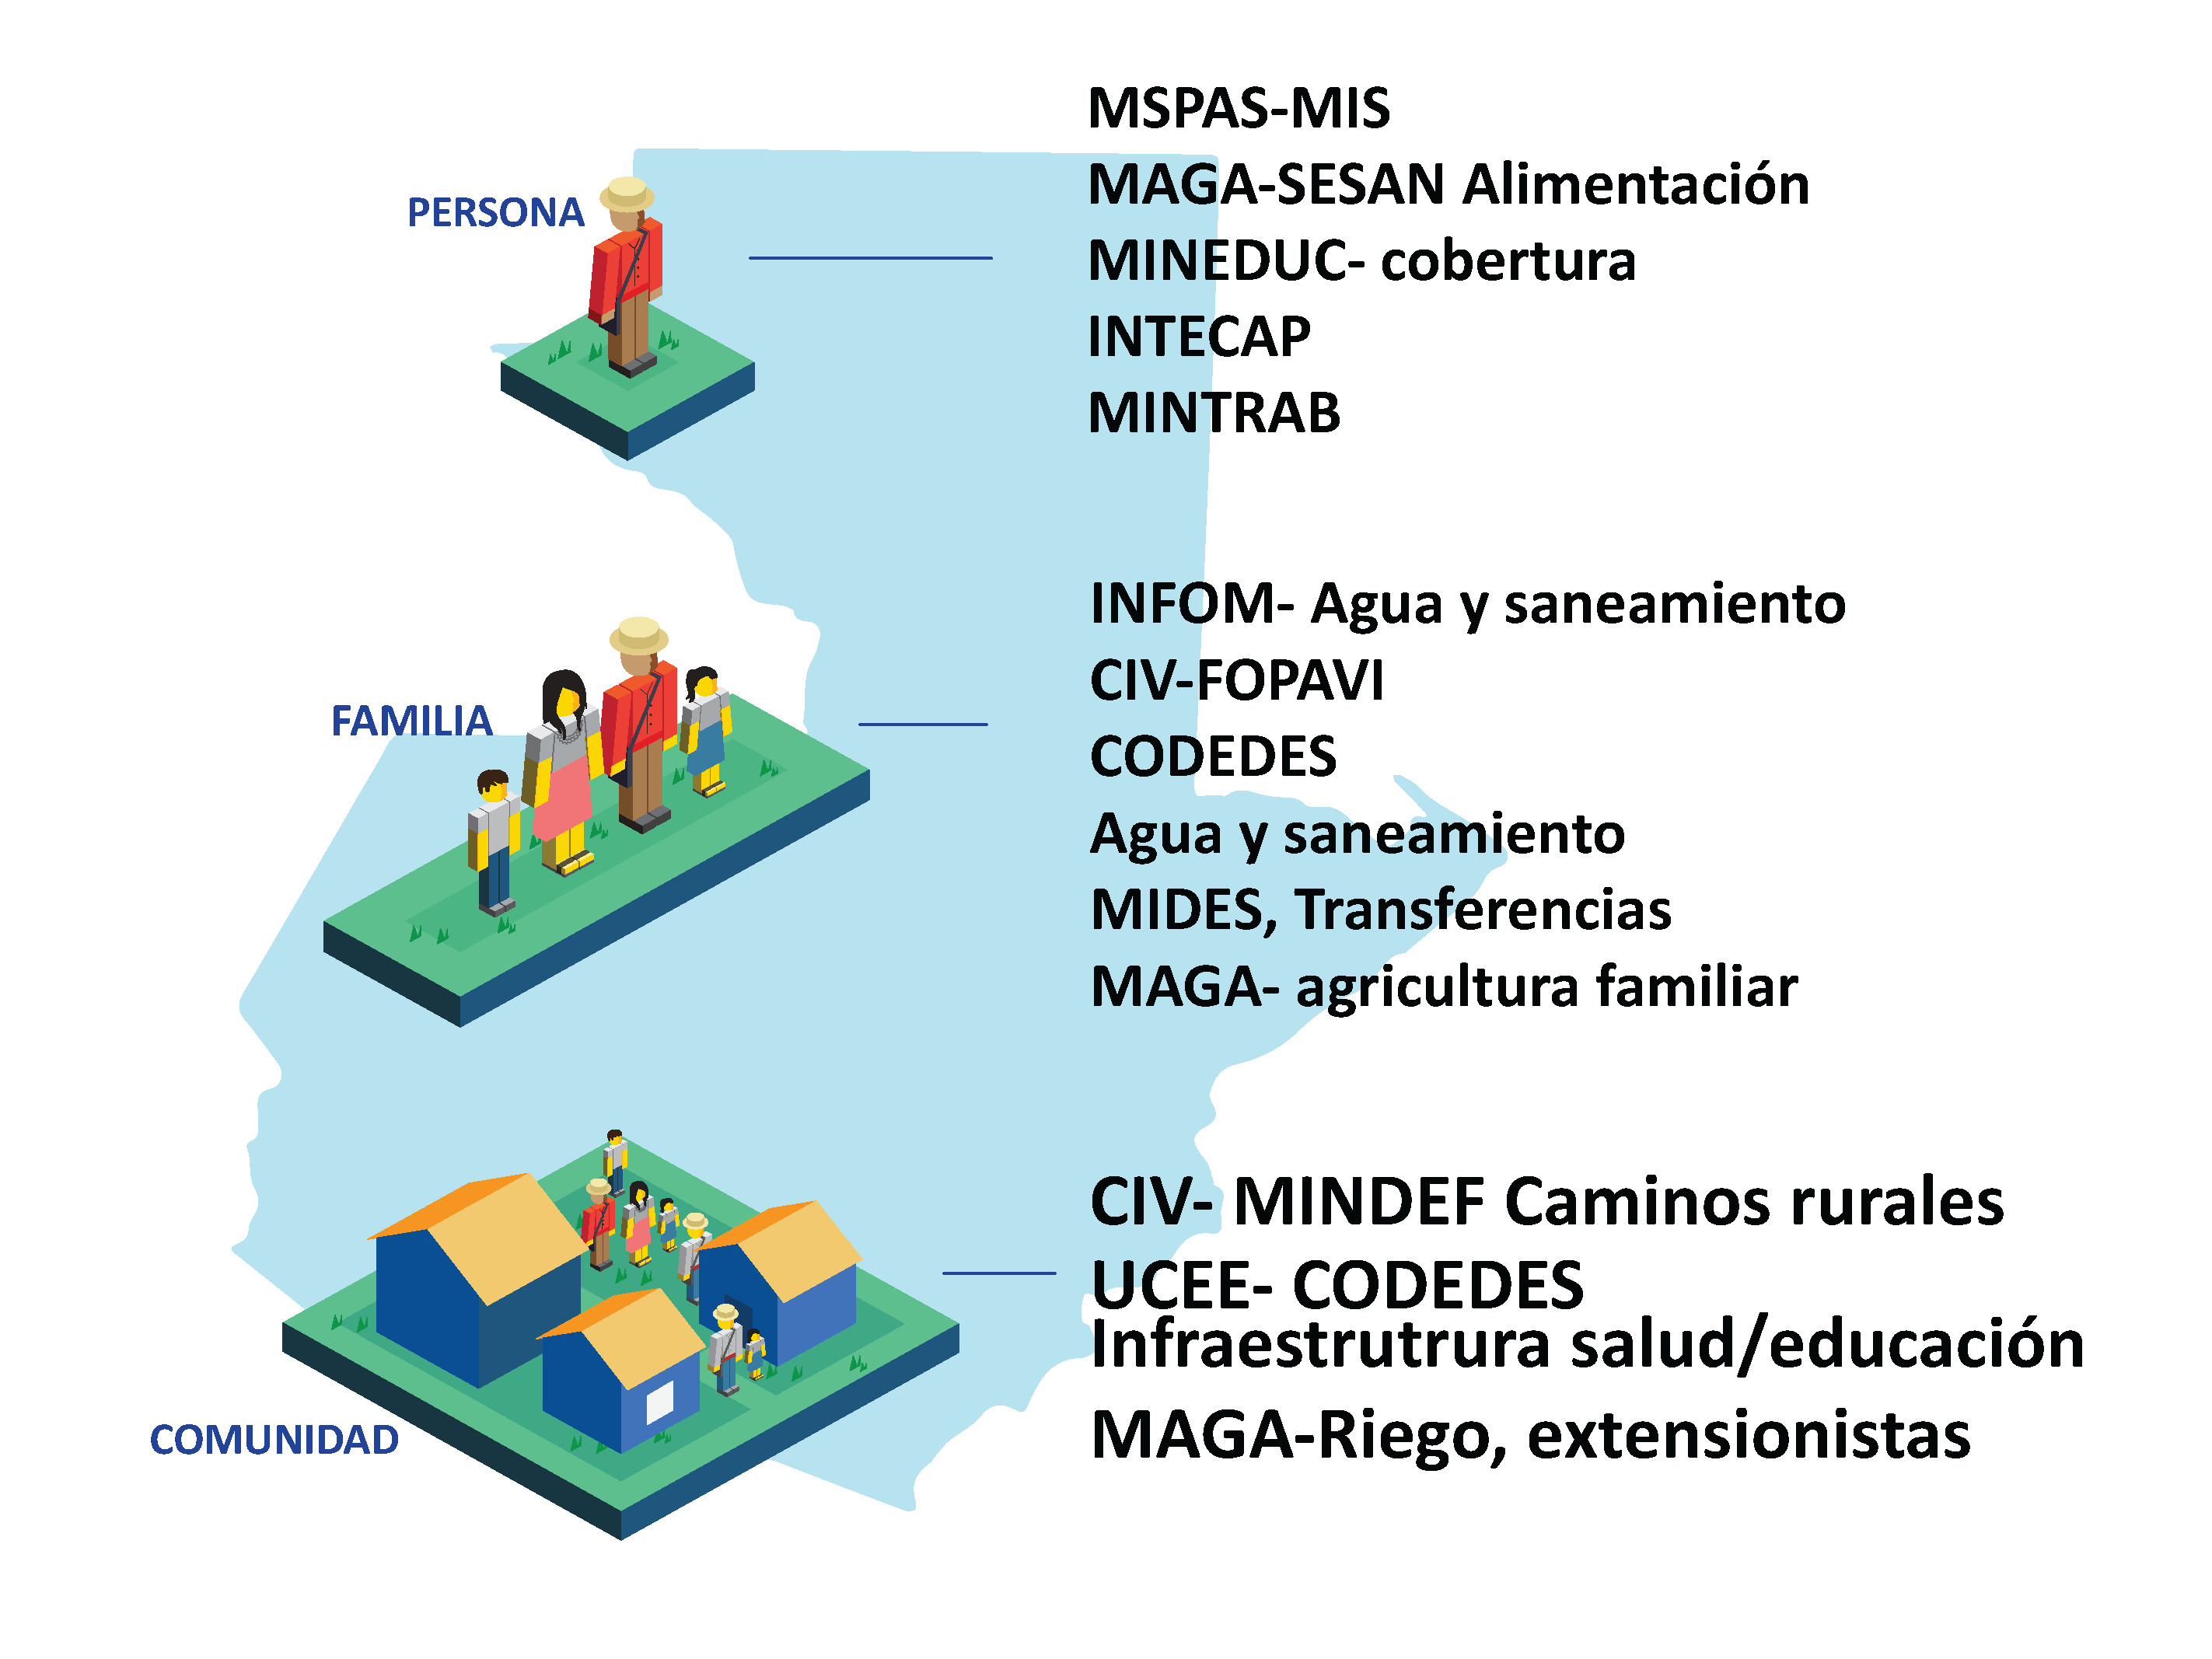 PERSONA
MSPAS-MIS
MAGA-SESAN Alimentación
MINEDUC- cobertura
INTECAP
MINTRAB
FAMILIA
INFOM- Agua y saneamiento
CIV-FOPAVI
CODEDES
Agua y saneamiento
MIDES, Transferencias
MAGA- agricultura familiar
COMUNIDAD
CIV- MINDEF Caminos rurales
UCEE- CODEDES
Infraestrutrura salud/educación
MAGA-Riego, extensionistas